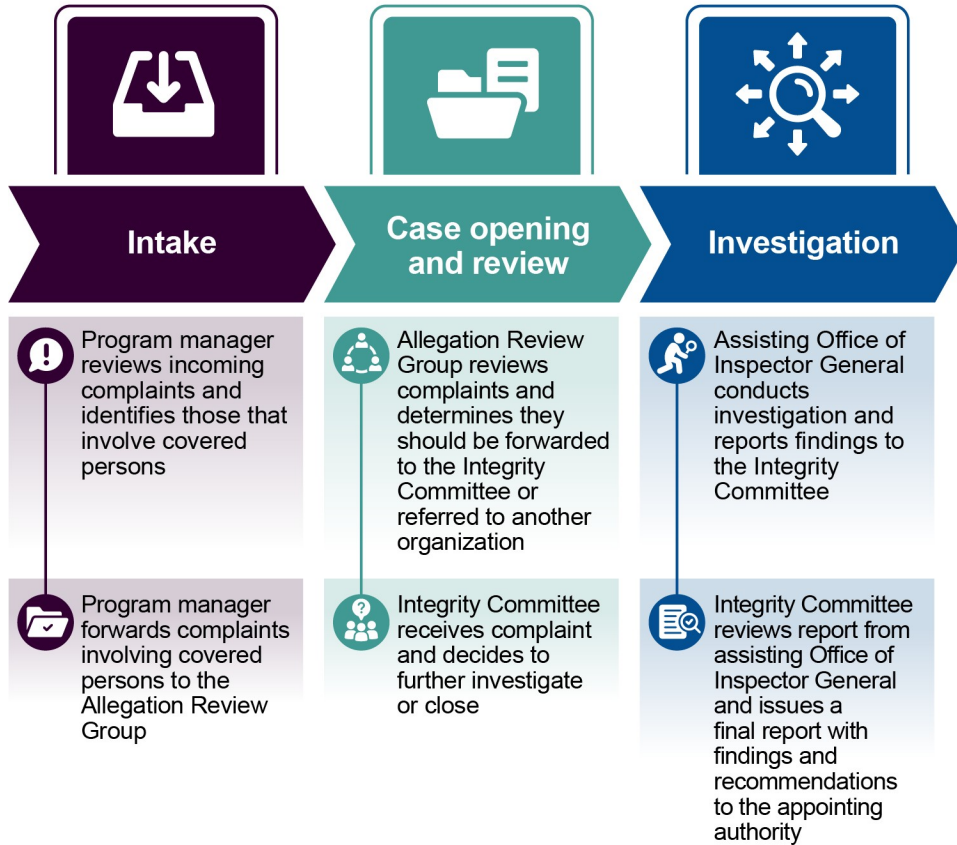 Intake
Program manager
reviews incoming
complaints and
identifies those that
involve covered
persons
Program manager
forwards complaints
involving covered
persons to the
Allegation Review
Group
Case opening
and review
Allegation Review
Group reviews
complaints and
determines they
should be forwarded
to the Integrity
Committee or
referred to another
organization
?
Integrity Committee
receives complaint
and decides to
further investigate
or close
Investigation
Assisting Office of
Inspector General
conducts
investigation and
reports findings to
the Integrity
Committee
Integrity Committee
reviews report from
assisting Office of
Inspector General
and issues a
final report with
findings and
recommendations
to the appointing
authority